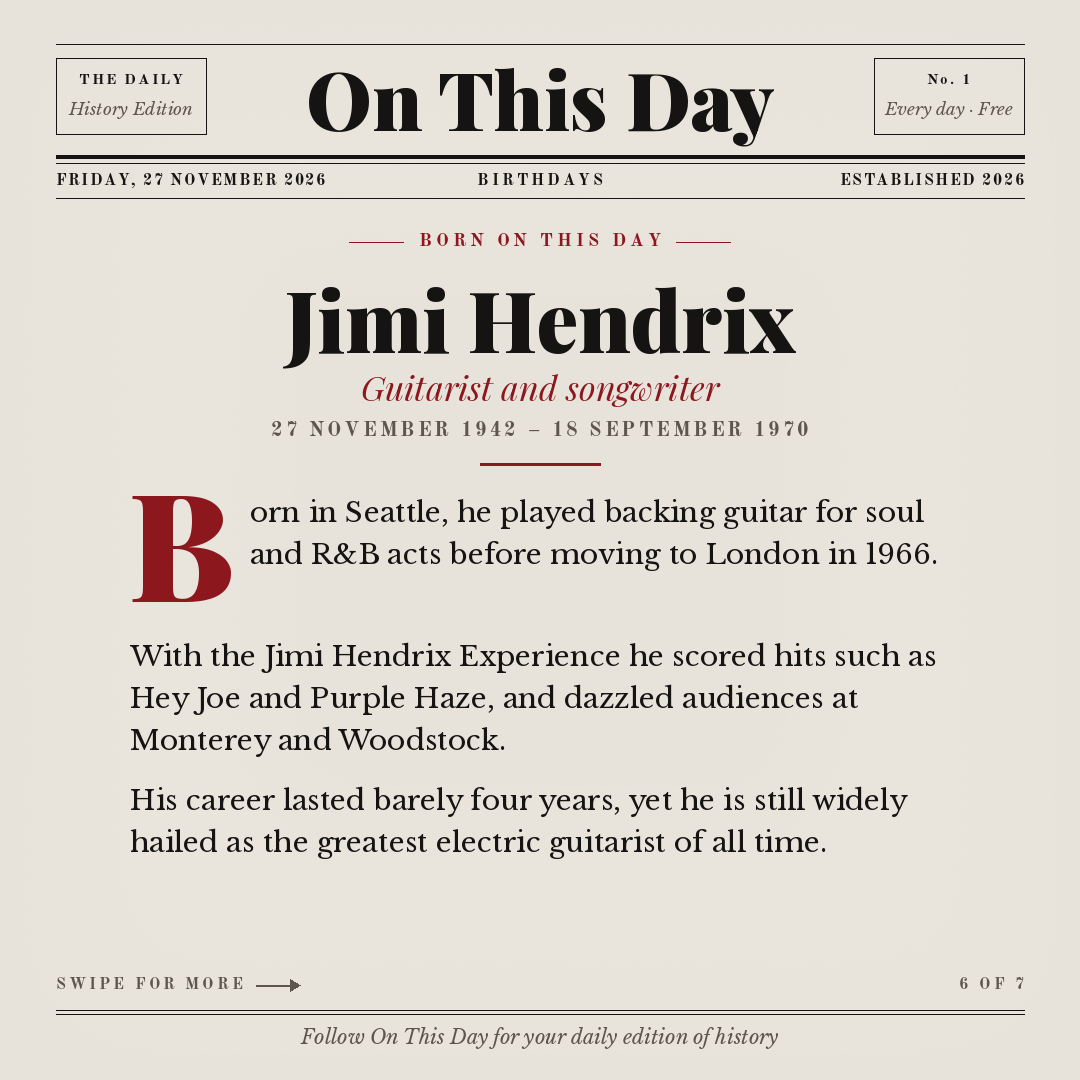 THE DAILY
History Edition
On This Day
No. 1
Every day · Free
FRIDAY, 27 NOVEMBER 2026
BIRTHDAYS
ESTABLISHED 2026
BORN ON THIS DAY
Jimi Hendrix
Guitarist and songwriter
27 NOVEMBER 1942 – 18 SEPTEMBER 1970
Born in Seattle, he played backing guitar for soul
and R&B acts before moving to London in 1966.
With the Jimi Hendrix Experience he scored hits such as
Hey Joe and Purple Haze, and dazzled audiences at
Monterey and Woodstock.
His career lasted barely four years, yet he is still widely
hailed as the greatest electric guitarist of all time.
SWIPE FOR MORE
6 OF 7
Follow On This Day for your daily edition of history